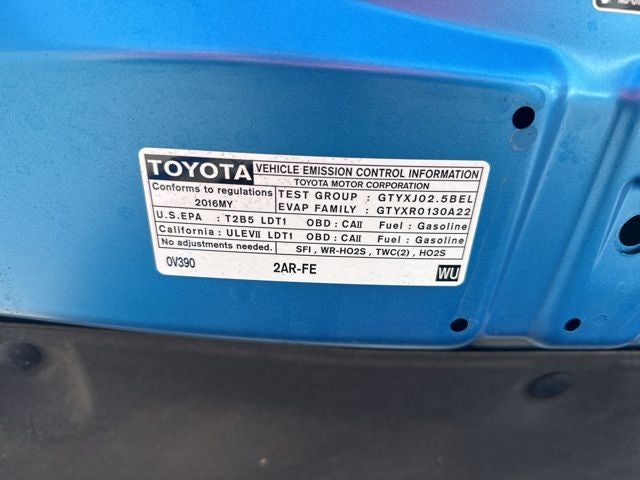 TOYOTA VEHICLE EMISSION CONTROL INFORMATION
TOYOTA MOTOR CORPORATION
Conforms to regulations
2016MY
TEST GROUP : GTYXJ02.5BEL
EVAP FAMILY : GTYXR0130A22
U.S.EPA : T2B5 LDT1 OBD : CAII Fuel : Gasoline
California : ULEVII LDT1 OBD : CAII Fuel : Gasoline
No adjustments needed. SFI , WR-HO2S , TWC(2) , HO2S
0V390 2AR-FE WU